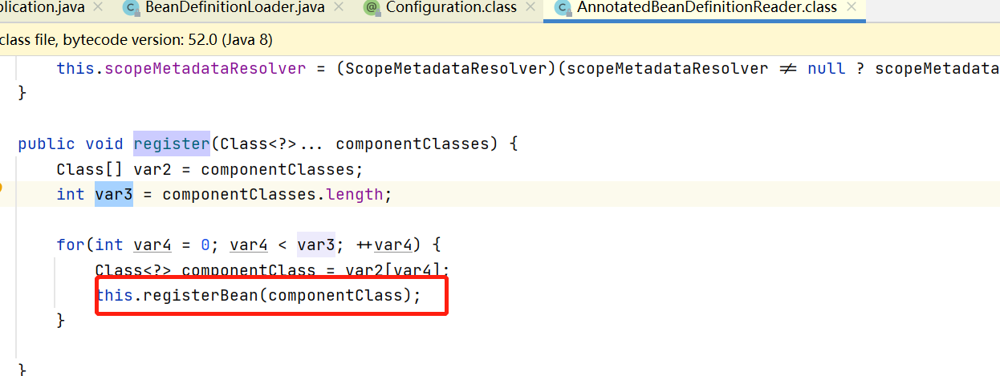 plication.java × BeanDefinitionLoader.java × Configuration.class × AnnotatedBeanDefinitionReader.class ×
class file, bytecode version: 52.0 (Java 8)
this.scopeMetadataResolver = (ScopeMetadataResolver)(scopeMetadataResolver ≠ null ? scopeMetadata
}
public void register(Class<?>... componentClasses) {
Class[] var2 = componentClasses;
int var3 = componentClasses.length;
for(int var4 = 0; var4 < var3; ++var4) {
Class<?> componentClass = var2[var4];
this.registerBean(componentClass);
}
}